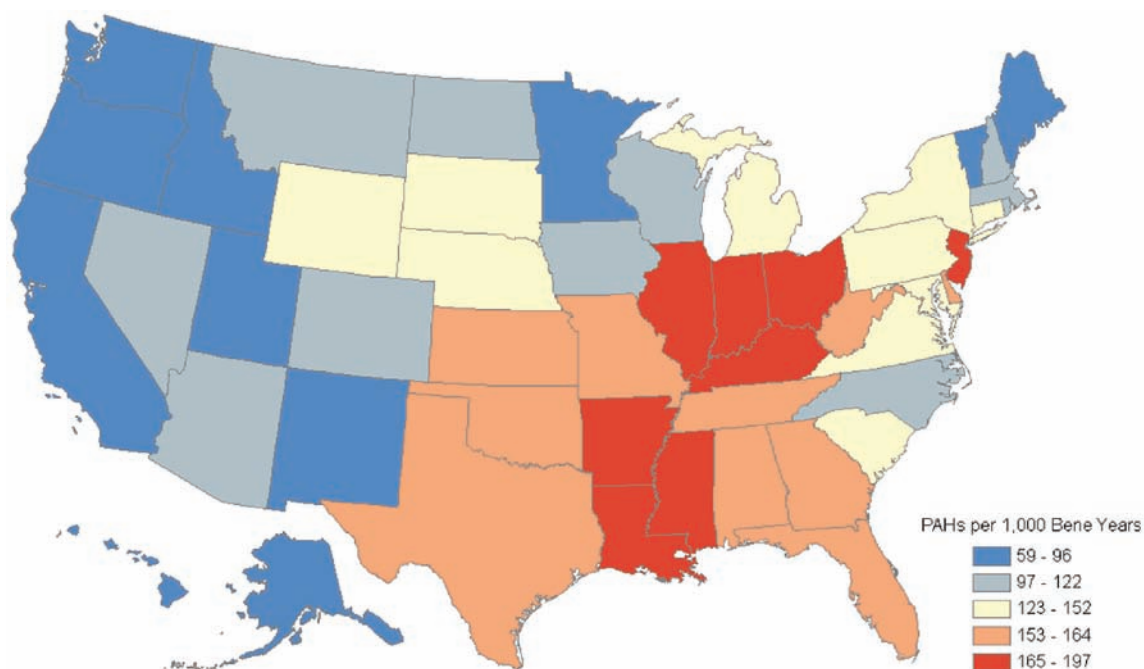 PAHs per 1,000 Bene Years
59 - 96
97 - 122
123 - 152
153 - 164
165 - 197